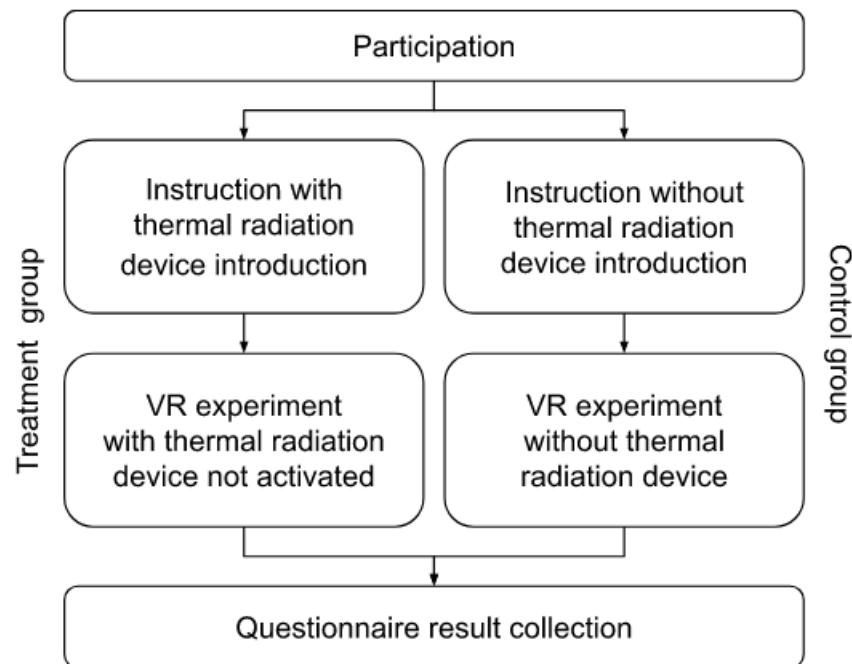 Participation
Instruction with
thermal radiation
device introduction
Instruction without
thermal radiation
device introduction
Treatment group
Control group
VR experiment
with thermal radiation
device not activated
VR experiment
without thermal
radiation device
Questionnaire result collection